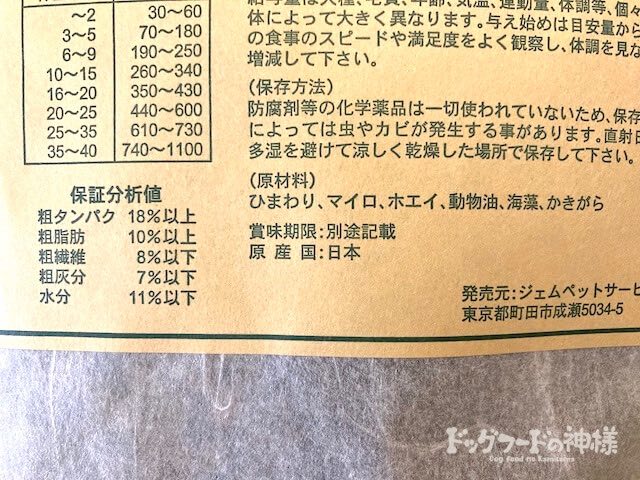 ～2 30～60
3～5 70～180
6～9 190～250
10～15 260～340
16～20 350～430
20～25 440～600
25～35 610～730
35～40 740～1100
保証分析値
粗タンパク 18％以上
粗脂肪 10％以上
粗繊維 8％以下
粗灰分 7％以下
水分 11％以下
体によって大きく異なります。与え始めは目安量から
の食事のスピードや満足度をよく観察し、体調を見な
増減して下さい。
(保存方法)
防腐剤等の化学薬品は一切使われていないため、保存
によっては虫やカビが発生する事があります。直射日
多湿を避けて涼しく乾燥した場所で保存して下さい。
(原材料)
ひまわり、マイロ、ホエイ、動物油、海藻、かきがら
賞味期限:別途記載
原産国:日本
発売元:ジェムペットサービ
東京都町田市成瀬5034-5
ドッグフードの神様
Dog food no Kamisama